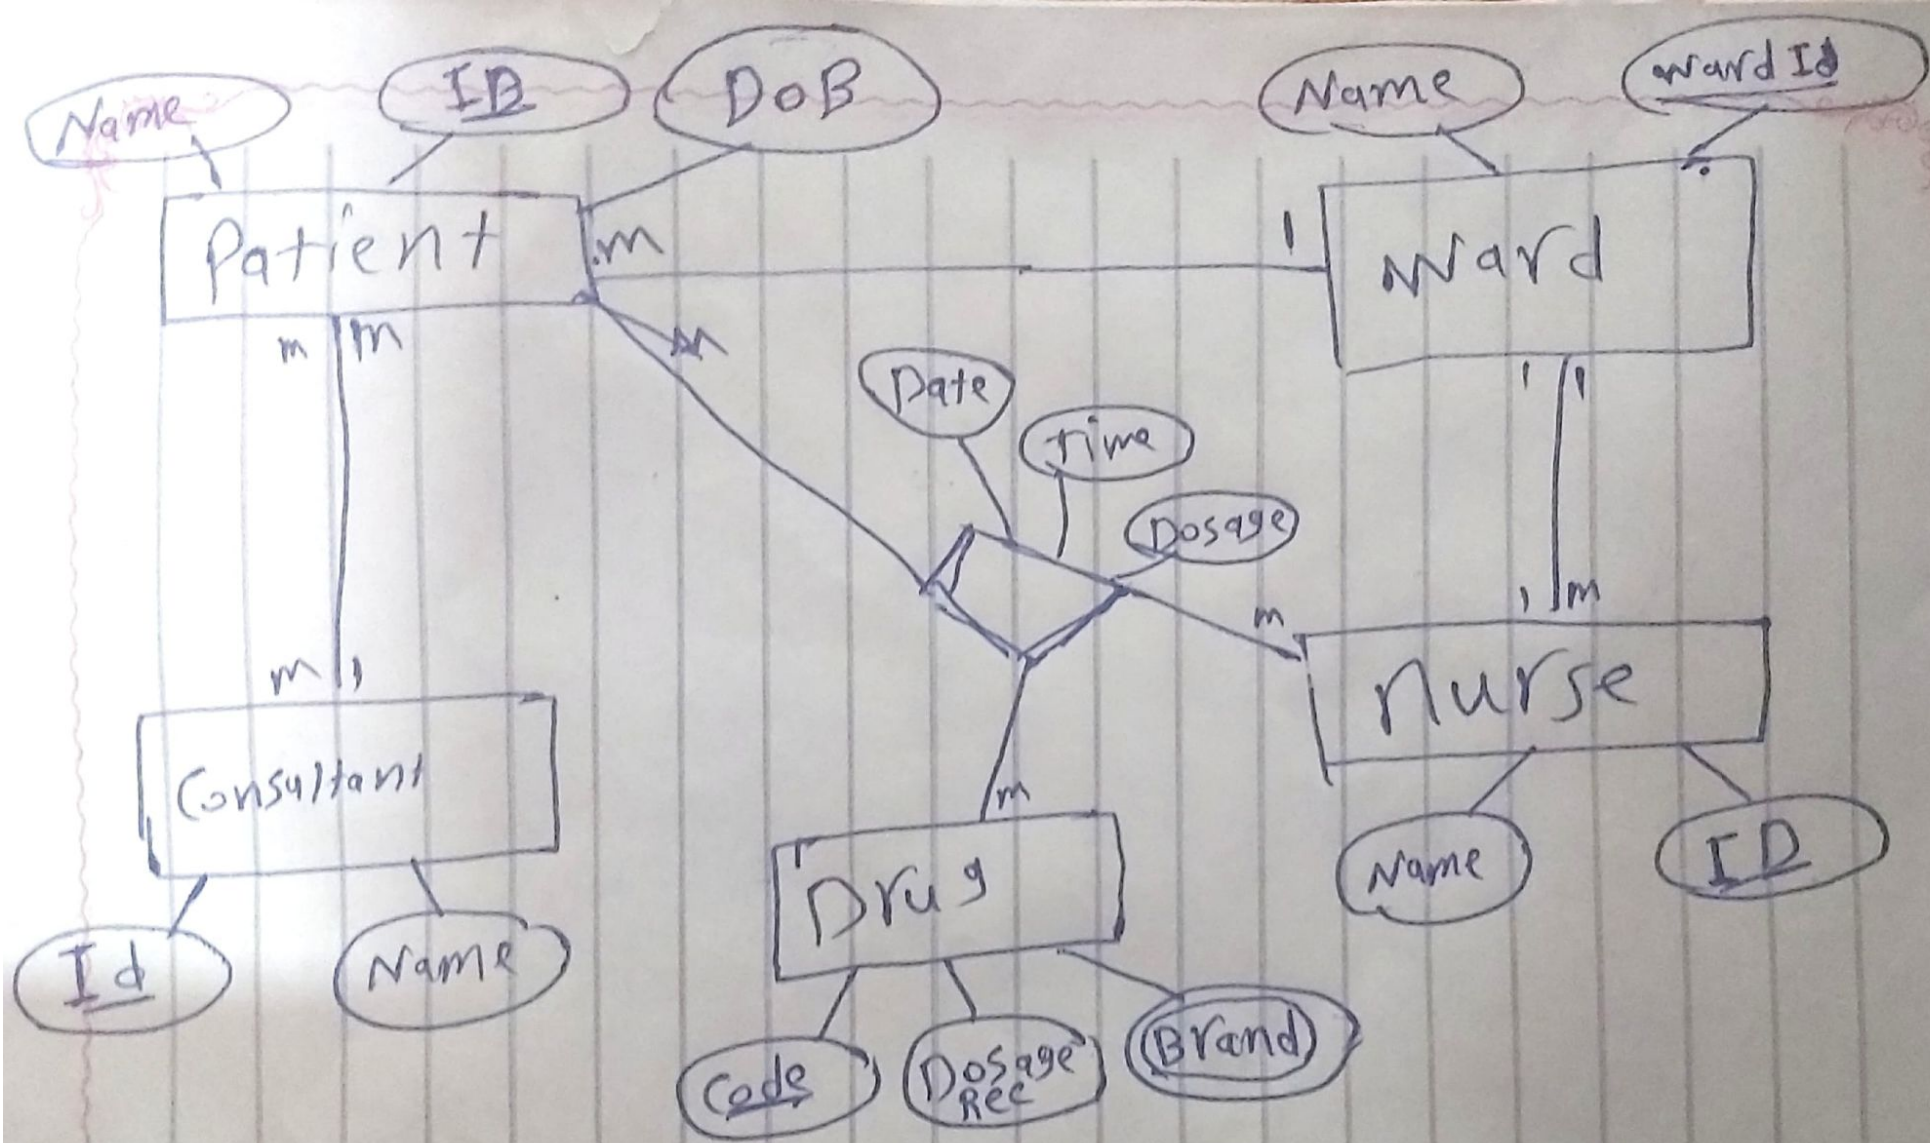 Name
ID
DoB
Name
Ward Id
Patient
m
1
Ward
m
m
m
Date
Time
Dosage
1
1
m
1
m
m
1
Nurse
Consultant
m
Drug
Name
ID
Id
Name
Code
Dosage
Rec
Brand